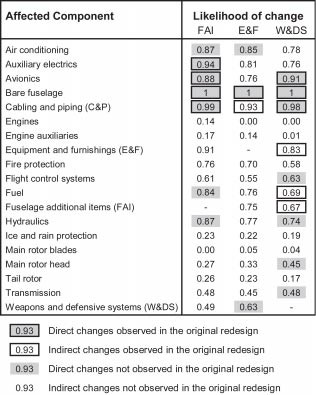 Affected Component Likelihood of change
FAI E&F W&DS
Air conditioning 0.87 0.85 0.78
Auxiliary electrics 0.94 0.81 0.76
Avionics 0.88 0.76 0.91
Bare fuselage 1 1 1
Cabling and piping (C&P) 0.99 0.93 0.98
Engines 0.14 0.00 0.00
Engine auxiliaries 0.17 0.14 0.01
Equipment and furnishings (E&F) 0.91 - 0.83
Fire protection 0.76 0.70 0.58
Flight control systems 0.61 0.55 0.63
Fuel 0.84 0.76 0.69
Fuselage additional items (FAI) - 0.75 0.67
Hydraulics 0.87 0.77 0.74
Ice and rain protection 0.23 0.22 0.19
Main rotor blades 0.00 0.05 0.04
Main rotor head 0.27 0.33 0.45
Tail rotor 0.26 0.23 0.17
Transmission 0.48 0.45 0.48
Weapons and defensive systems (W&DS) 0.49 0.63 -
0.93 Direct changes observed in the original redesign
0.93 Indirect changes observed in the original redesign
0.93 Direct changes not observed in the original redesign
0.93 Indirect changes not observed in the original redesign